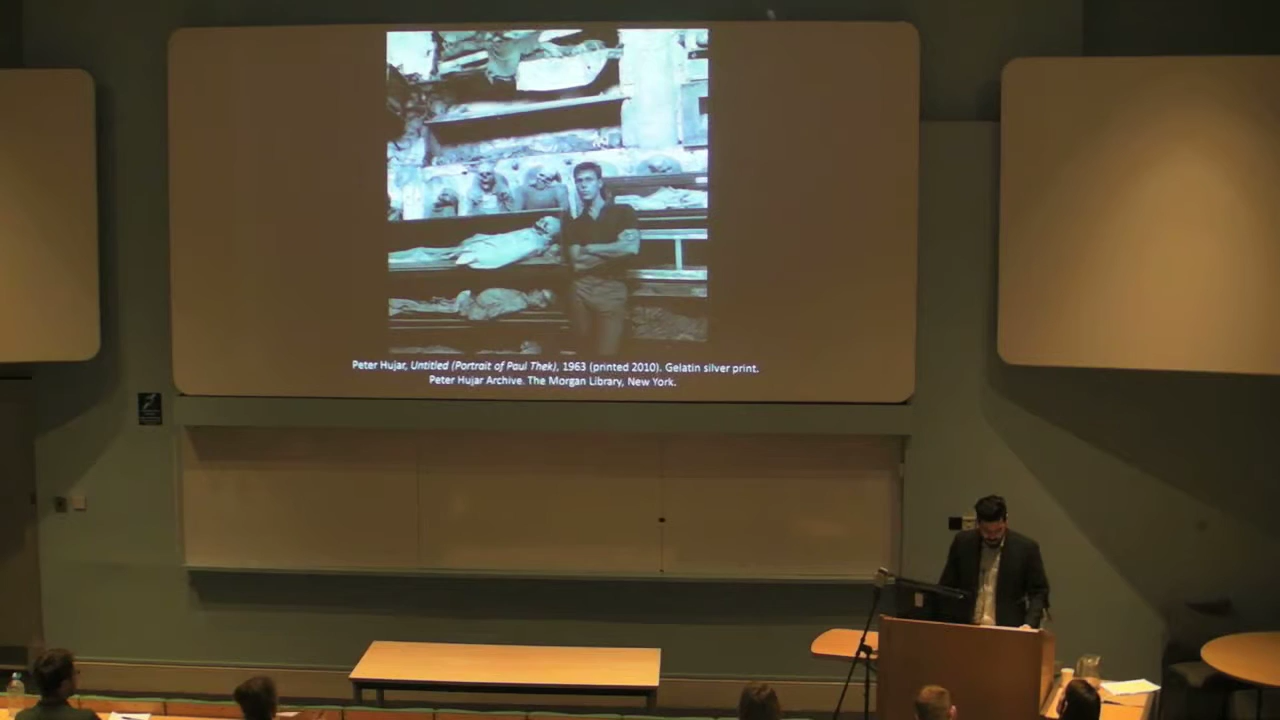 Peter Hujar, Untitled (Portrait of Paul Thek), 1963 (printed 2010). Gelatin silver print.
Peter Hujar Archive. The Morgan Library, New York.